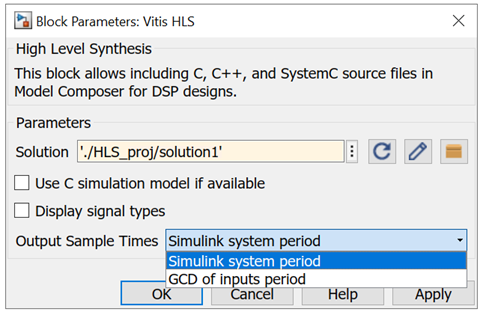 Block Parameters: Vitis HLS
High Level Synthesis
This block allows including C, C++, and SystemC source files in
Model Composer for DSP designs.
Parameters
Solution './HLS_proj/solution1'
Use C simulation model if available
Display signal types
Output Sample Times Simulink system period
Simulink system period
GCD of inputs period
OK Cancel Help Apply